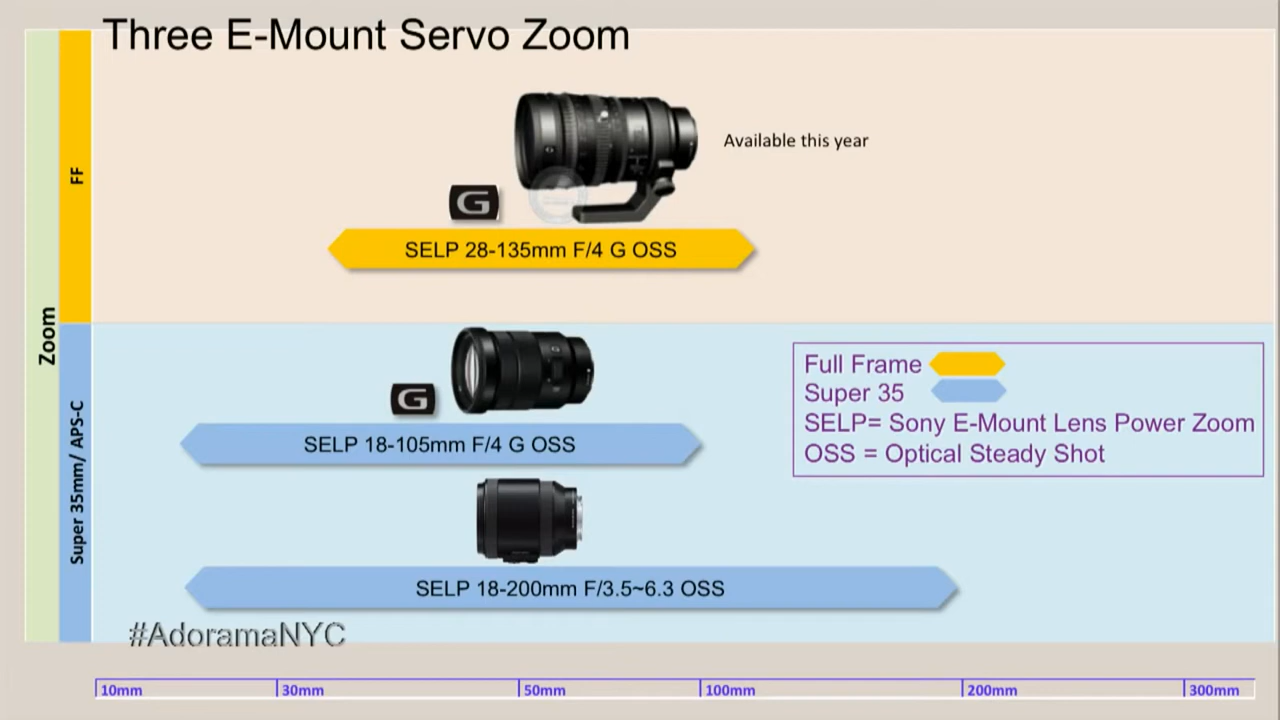 Three E-Mount Servo Zoom
Zoom
FF
Available this year
G
SELP 28-135mm F/4 G OSS
Super 35mm/ APS-C
G
SELP 18-105mm F/4 G OSS
Full Frame
Super 35
SELP= Sony E-Mount Lens Power Zoom
OSS = Optical Steady Shot
SELP 18-200mm F/3.5~6.3 OSS
#AdoramaNYC
10mm 30mm 50mm 100mm 200mm 300mm